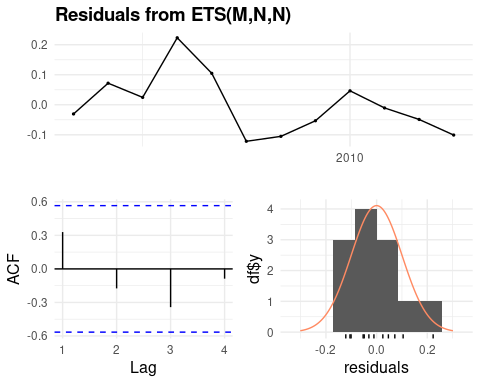 Residuals from ETS(M,N,N)
0.2
0.1
0.0
-0.1
2010
0.6
0.3
0.0
-0.3
-0.6
ACF
1 2 3 4
Lag
4
3
2
1
0
df$y
-0.2 0.0 0.2
residuals